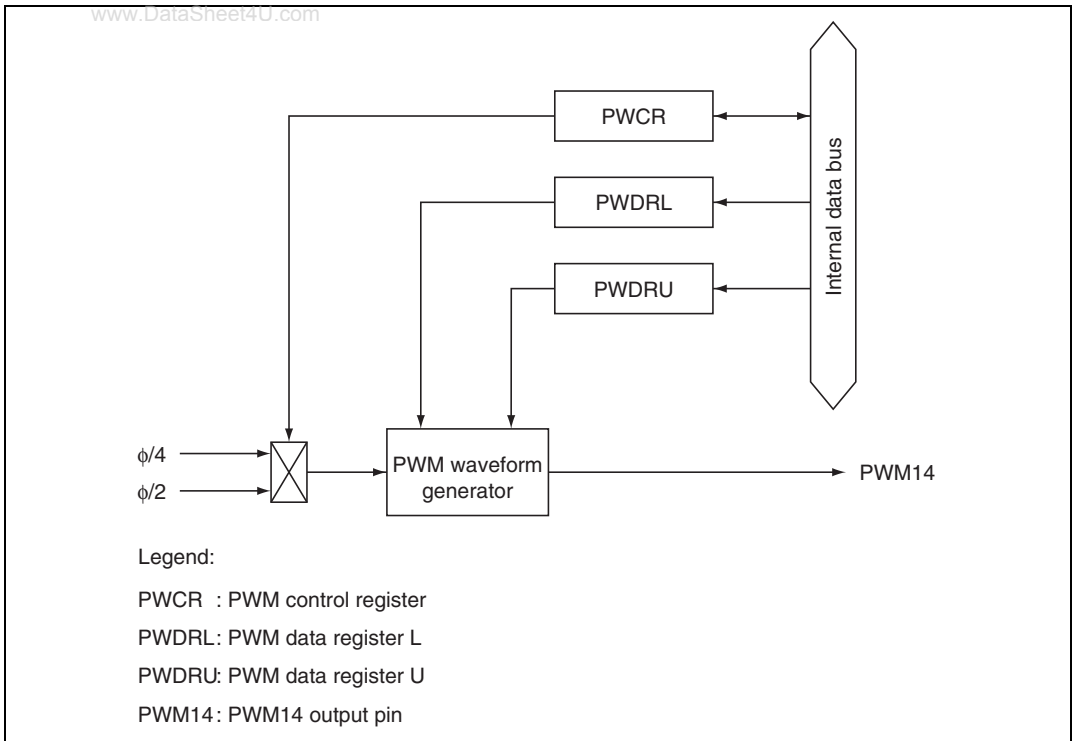 www.DataSheet4U.com
PWCR
PWDRL
PWDRU
Internal data bus
ϕ/4
ϕ/2
PWM waveform
generator
PWM14
Legend:
PWCR : PWM control register
PWDRL: PWM data register L
PWDRU: PWM data register U
PWM14: PWM14 output pin